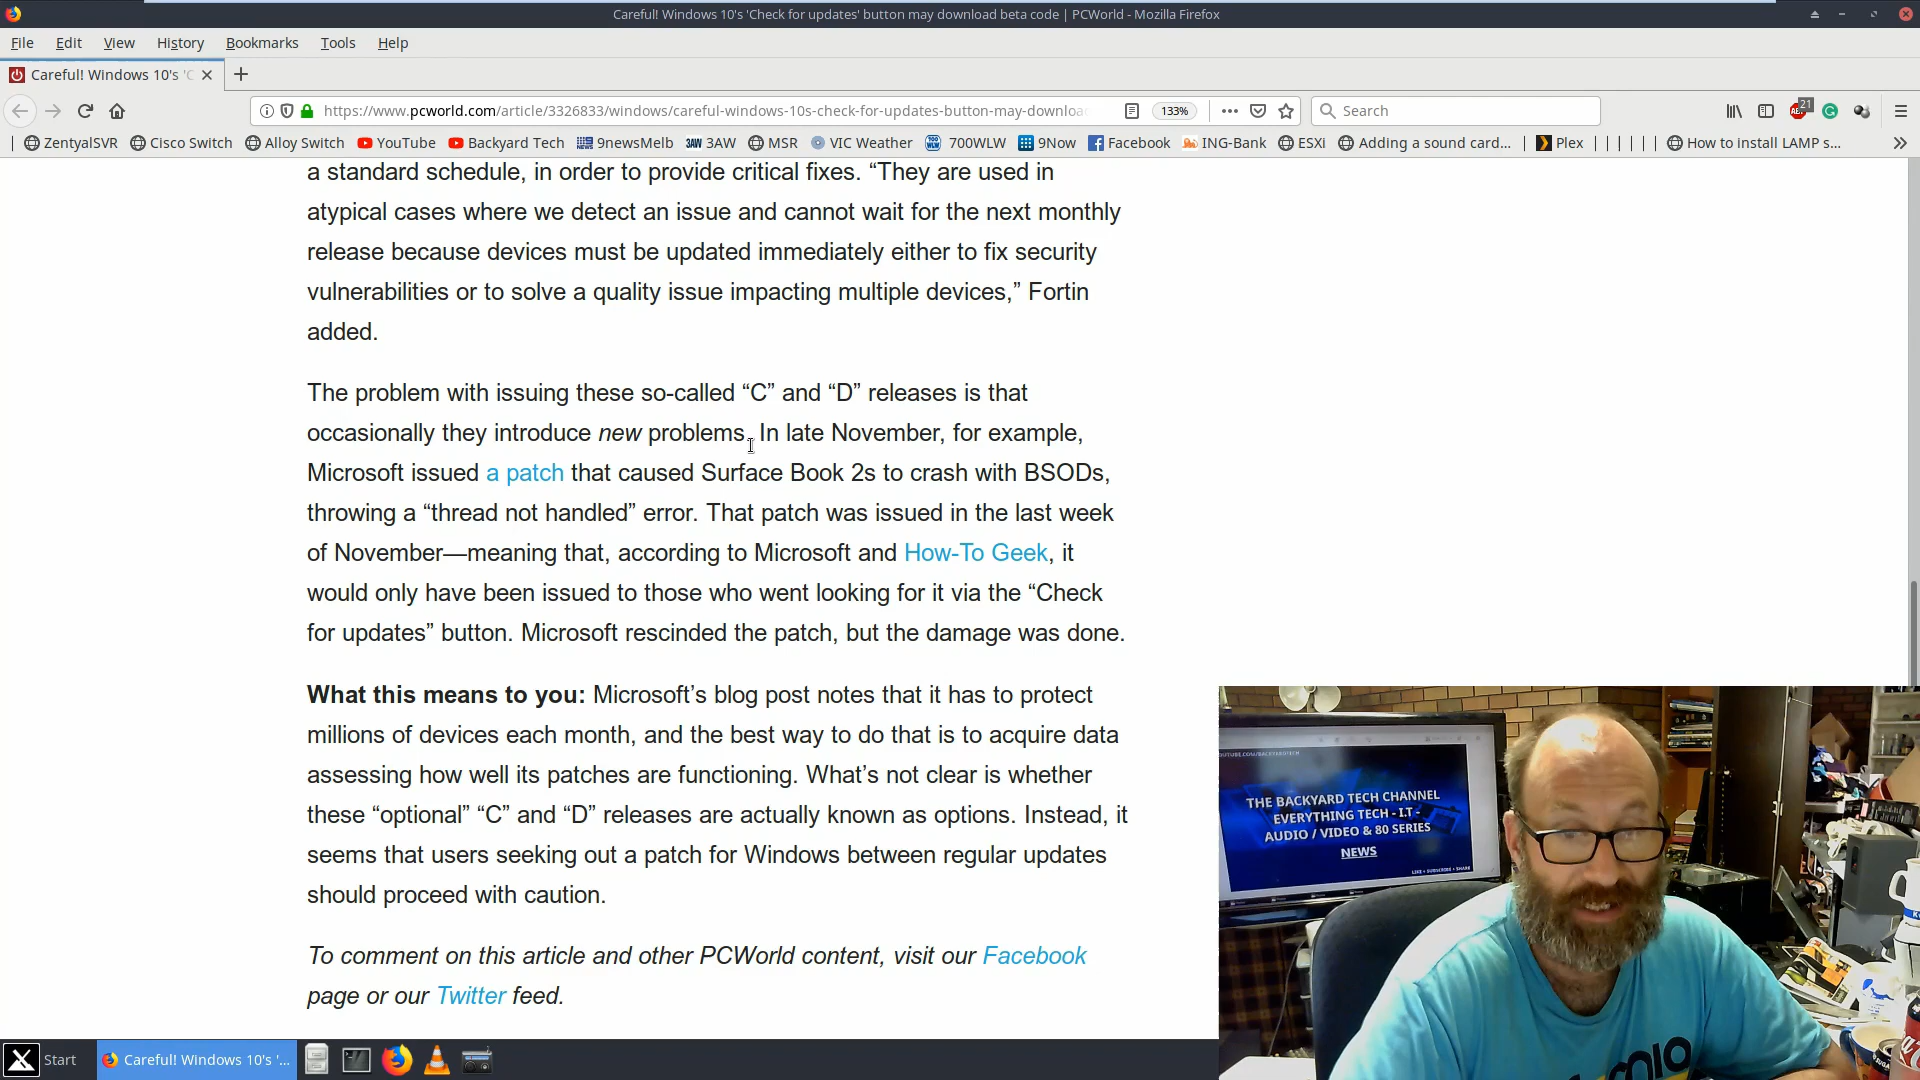 Careful! Windows 10's 'Check for updates' button may download beta code | PCWorld - Mozilla Firefox
File Edit View History Bookmarks Tools Help
Careful! Windows 10's 'C
https://www.pcworld.com/article/3326833/windows/careful-windows-10s-check-for-updates-button-may-downloa 133% Search 21
ZentyalSVR Cisco Switch Alloy Switch YouTube Backyard Tech 9newsMelb 3AW 3AW MSR VIC Weather 700WLW 9Now Facebook ING-Bank ESXi Adding a sound card... Plex How to install LAMP s...
a standard schedule, in order to provide critical fixes. “They are used in
atypical cases where we detect an issue and cannot wait for the next monthly
release because devices must be updated immediately either to fix security
vulnerabilities or to solve a quality issue impacting multiple devices,” Fortin
added.
The problem with issuing these so-called “C” and “D” releases is that
occasionally they introduce new problems. In late November, for example,
Microsoft issued a patch that caused Surface Book 2s to crash with BSODs,
throwing a “thread not handled” error. That patch was issued in the last week
of November—meaning that, according to Microsoft and How-To Geek, it
would only have been issued to those who went looking for it via the “Check
for updates” button. Microsoft rescinded the patch, but the damage was done.
What this means to you: Microsoft’s blog post notes that it has to protect
millions of devices each month, and the best way to do that is to acquire data
assessing how well its patches are functioning. What’s not clear is whether
these “optional” “C” and “D” releases are actually known as options. Instead, it
seems that users seeking out a patch for Windows between regular updates
should proceed with caution.
To comment on this article and other PCWorld content, visit our Facebook
page or our Twitter feed.
THE BACKYARD TECH CHANNEL
EVERYTHING TECH - I.T -
AUDIO / VIDEO & 80 SERIES
NEWS
LIKE • SUBSCRIBE • SHARE
Start Careful! Windows 10's '...